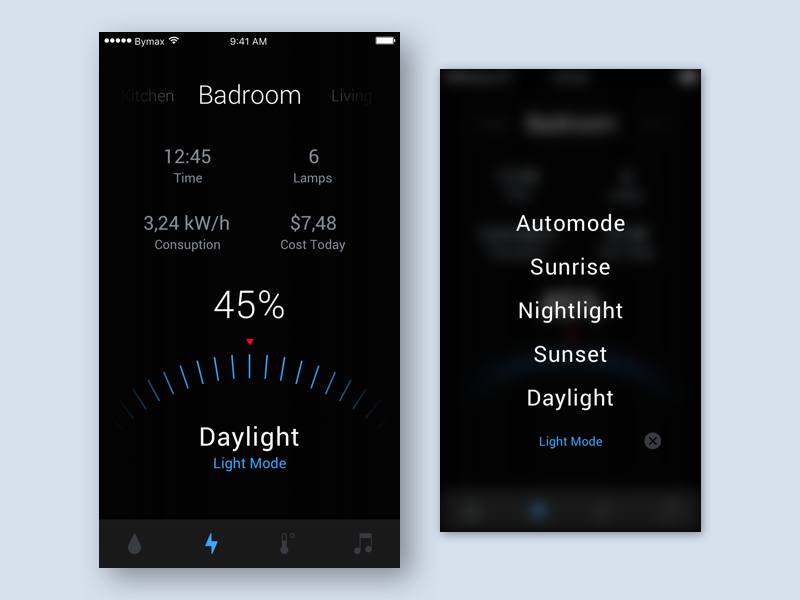 Bymax 9:41 AM
Kitchen Badroom Living
12:45 6
Time Lamps
3,24 kW/h $7,48
Consuption Cost Today
45%
Daylight
Light Mode
Automode
Sunrise
Nightlight
Sunset
Daylight
Light Mode